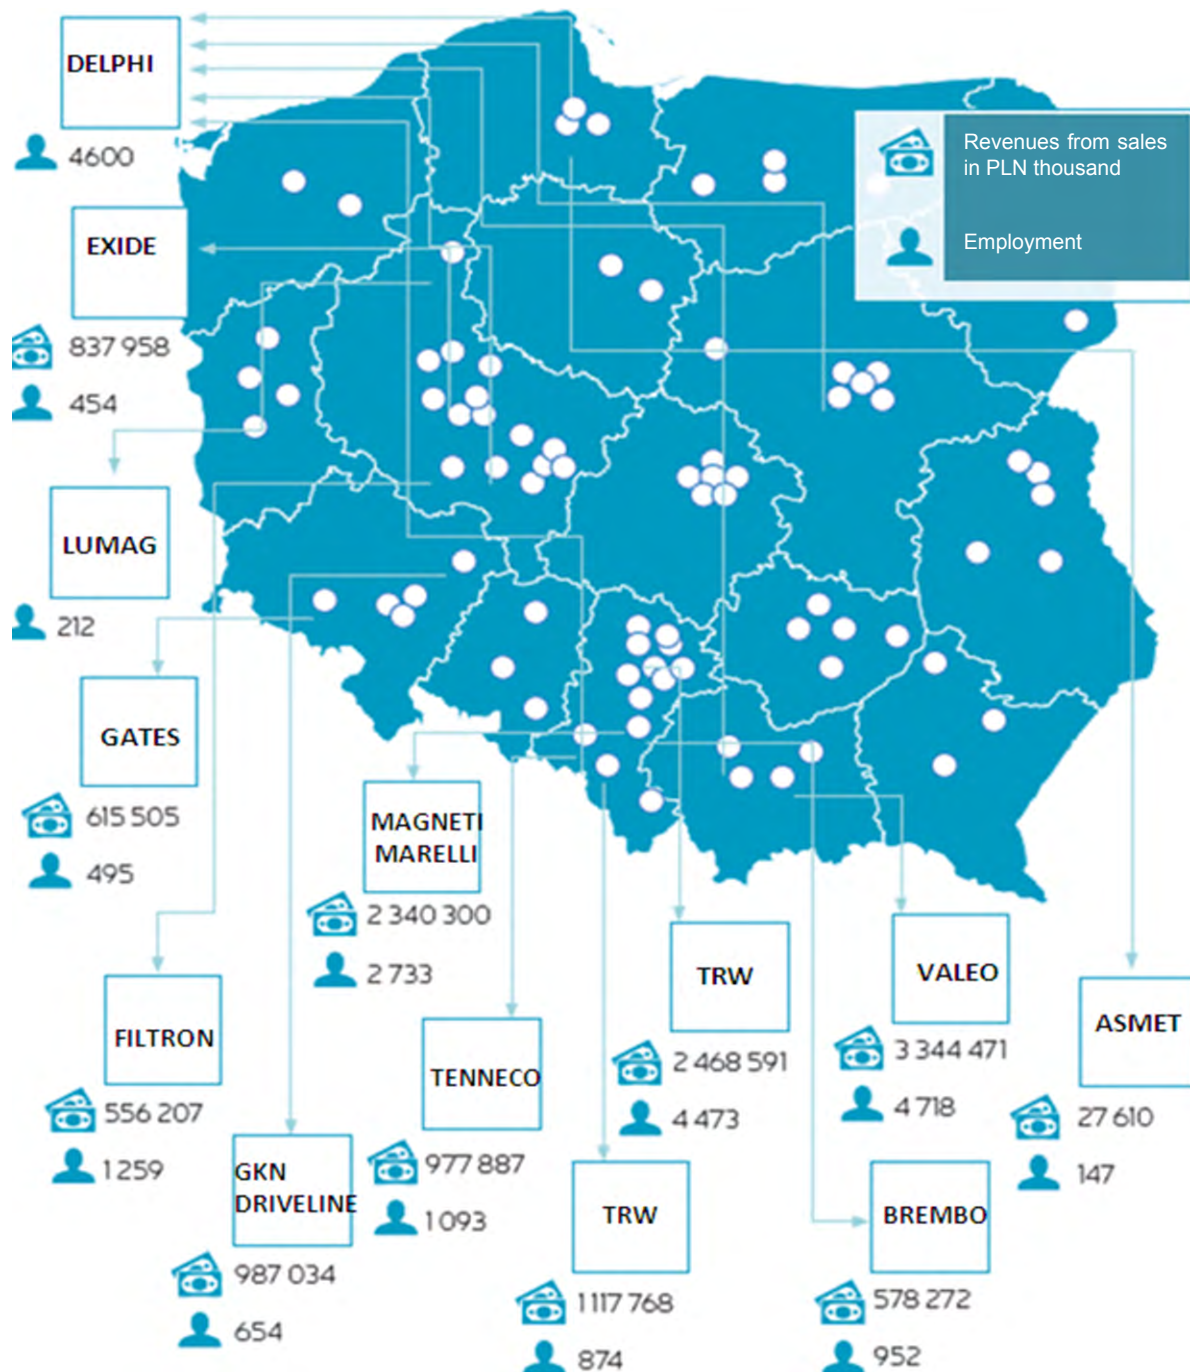 DELPHI
4600
Revenues from sales
in PLN thousand
Employment
EXIDE
837 958
454
LUMAG
212
GATES
615 505
495
MAGNETI
MARELLI
2 340 300
2 733
FILTRON
556 207
1 259
TENNECO
977 887
1 093
TRW
2 468 591
4 473
VALEO
3 344 471
4 718
ASMET
27 610
147
GKN
DRIVELINE
987 034
654
TRW
1 117 768
874
BREMBO
578 272
952